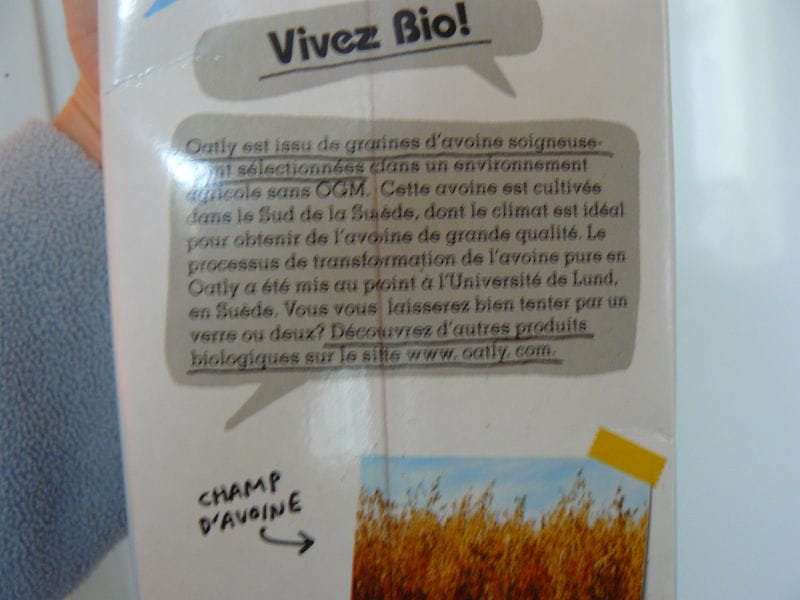 Vivez Bio!
Oatly est issu de graines d'avoine soigneuse-
ment sélectionnées dans un environnement
agricole sans OGM. Cette avoine est cultivée
dans le Sud de la Suède, dont le climat est idéal
pour obtenir de l'avoine de grande qualité. Le
processus de transformation de l'avoine pure en
Oatly a été mis au point à l'Université de Lund,
en Suède. Vous vous laisserez bien tenter par un
verre ou deux? Découvrez d'autres produits
biologiques sur le site www. oatly. com.
CHAMP
D'AVOINE